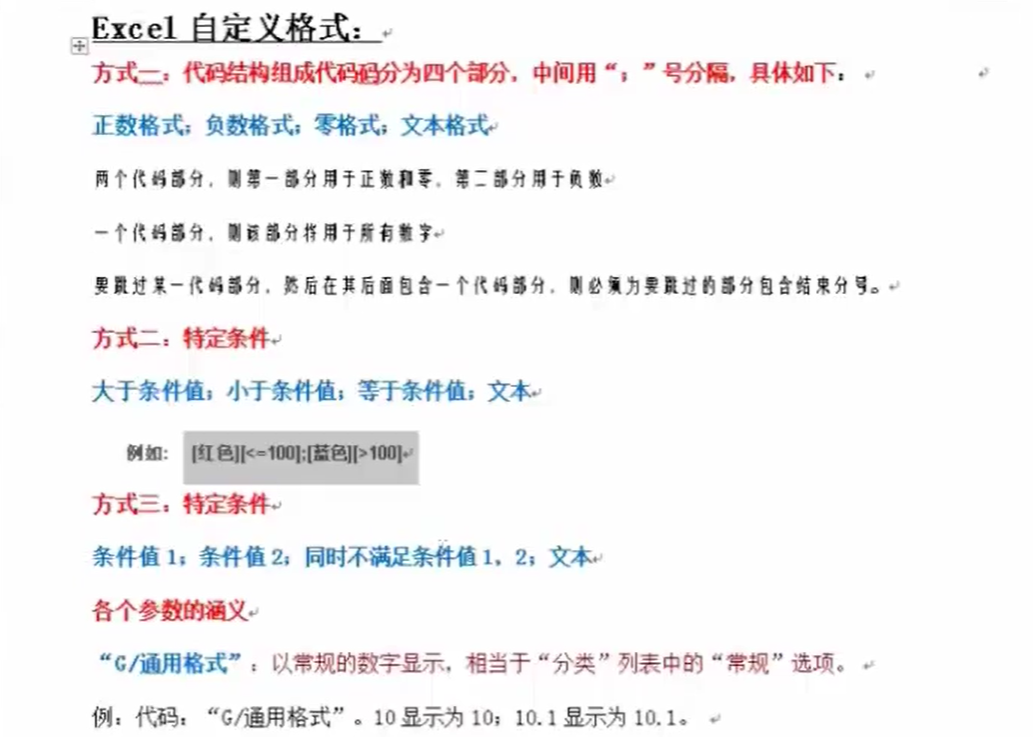 Excel 自定义格式：
方式一：代码结构组成代码码分为四个部分，中间用“；”号分隔，具体如下：
正数格式；负数格式；零格式；文本格式
两个代码部分，则第一部分用于正数和零，第二部分用于负数
一个代码部分，则该部分将用于所有数字
要跳过某一代码部分，然后在其后面包含一个代码部分，则必须为要跳过的部分包含结束分号。
方式二：特定条件
大于条件值；小于条件值；等于条件值；文本
例如： [红色][<=100];[蓝色][>100]
方式三：特定条件
条件值 1；条件值 2；同时不满足条件值 1，2；文本
各个参数的涵义
“G/通用格式”：以常规的数字显示，相当于“分类”列表中的“常规”选项。
例：代码：“G/通用格式”。10 显示为 10；10.1 显示为 10.1。